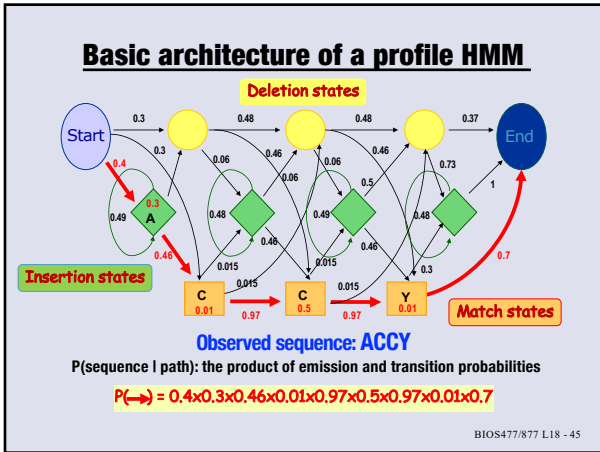 Basic architecture of a profile HMM
Deletion states
Start
0.3
0.48
0.48
0.37
End
0.4
0.3
0.46
0.46
0.06
0.06
0.06
0.5
0.73
1
0.3
A
0.49
0.48
0.49
0.48
0.46
0.46
0.46
0.7
0.015
0.015
0.015
0.3
Insertion states
C
0.01
C
0.5
Y
0.01
Match states
0.97
0.97
Observed sequence: ACCY
P(sequence | path): the product of emission and transition probabilities
P(→) = 0.4x0.3x0.46x0.01x0.97x0.5x0.97x0.01x0.7
BIOS477/877 L18 - 45